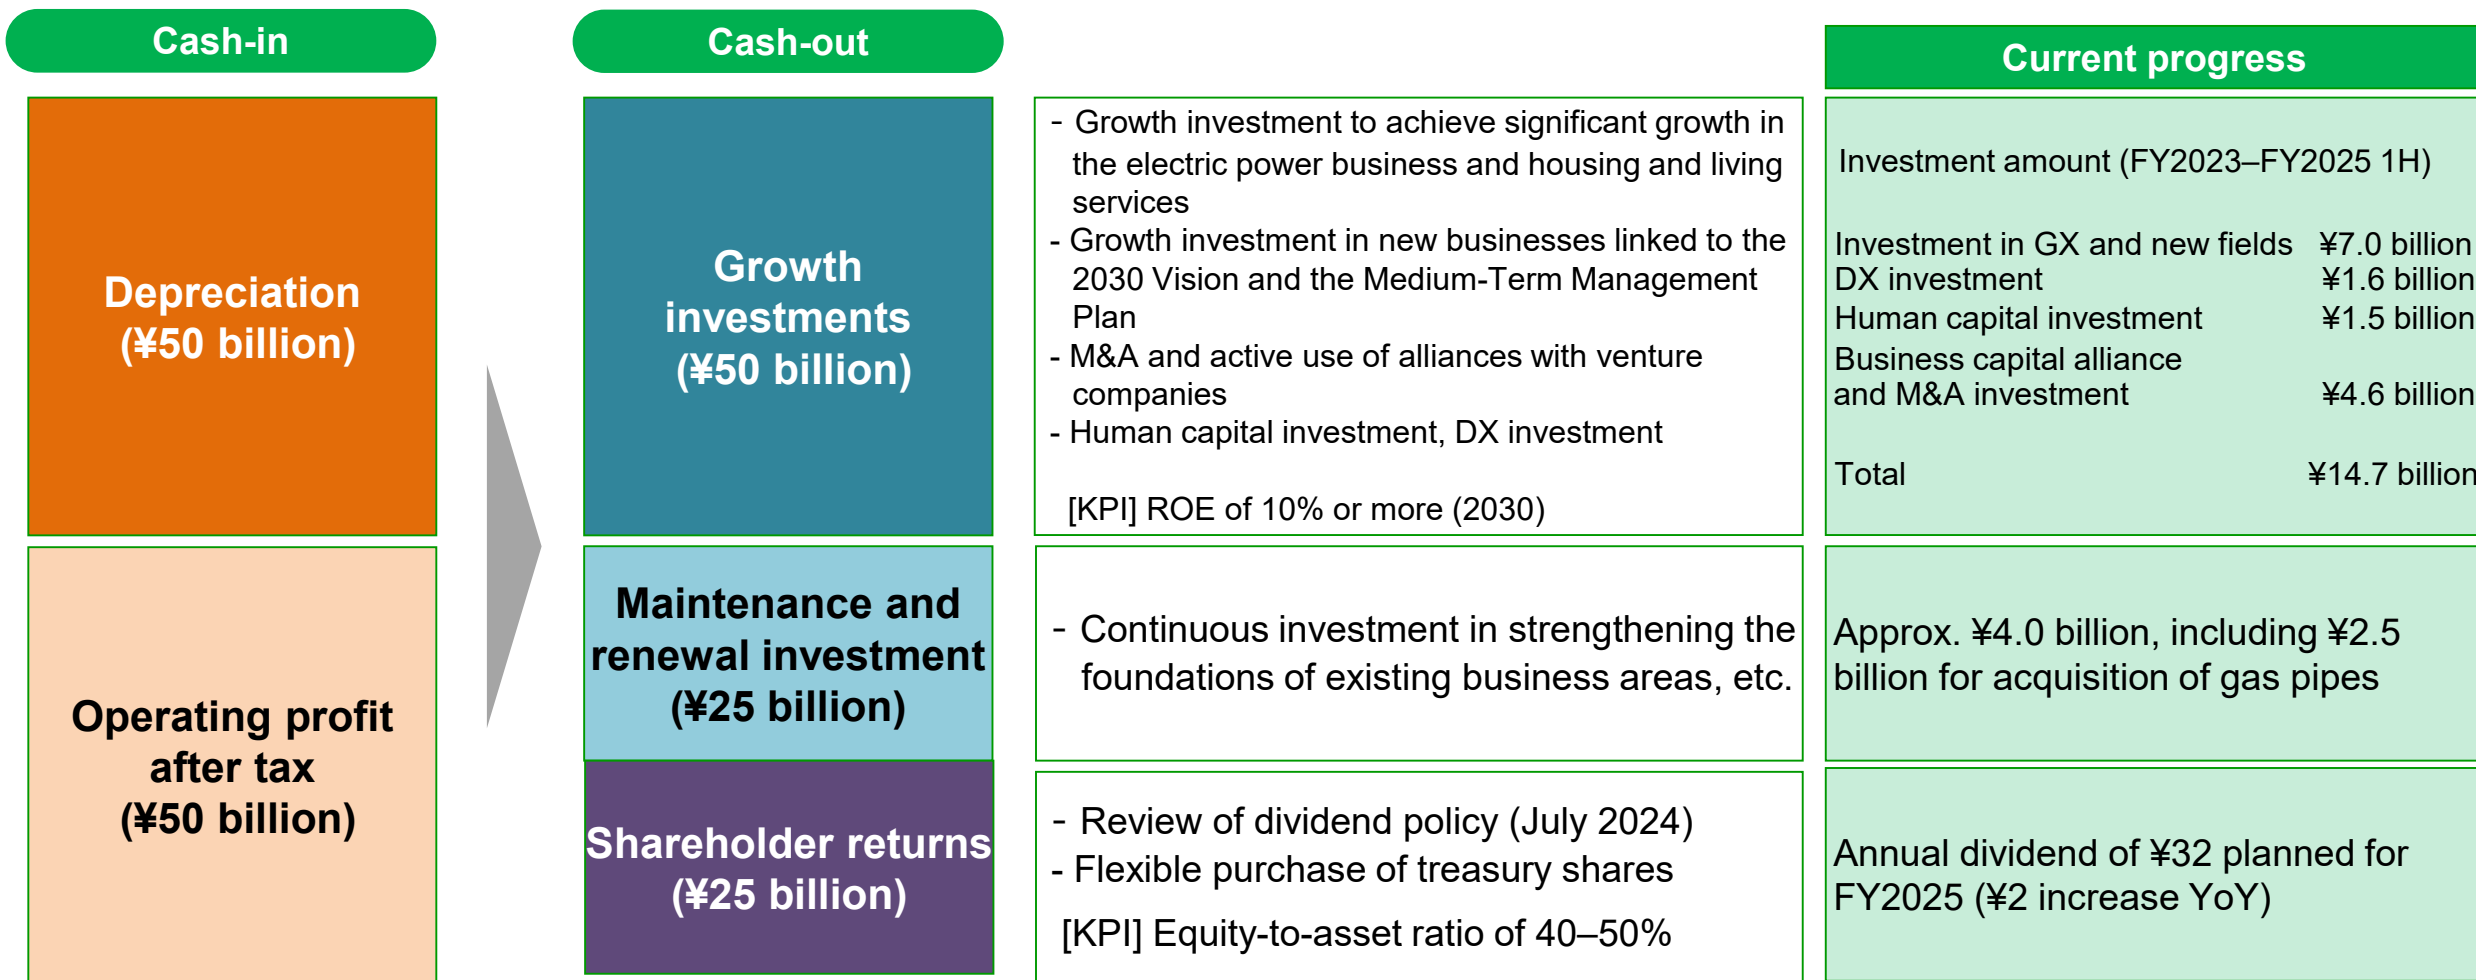 Cash-in
Cash-out
Current progress
Depreciation
(¥50 billion)
Operating profit
after tax
(¥50 billion)
Growth
investments
(¥50 billion)
- Growth investment to achieve significant growth in
the electric power business and housing and living
services
- Growth investment in new businesses linked to the
2030 Vision and the Medium-Term Management
Plan
- M&A and active use of alliances with venture
companies
- Human capital investment, DX investment
[KPI] ROE of 10% or more (2030)
Investment amount (FY2023–FY2025 1H)
Investment in GX and new fields ¥7.0 billion
DX investment ¥1.6 billion
Human capital investment ¥1.5 billion
Business capital alliance
and M&A investment ¥4.6 billion
Total ¥14.7 billion
Maintenance and
renewal investment
(¥25 billion)
- Continuous investment in strengthening the
foundations of existing business areas, etc.
Approx. ¥4.0 billion, including ¥2.5
billion for acquisition of gas pipes
Shareholder returns
(¥25 billion)
- Review of dividend policy (July 2024)
- Flexible purchase of treasury shares
[KPI] Equity-to-asset ratio of 40–50%
Annual dividend of ¥32 planned for
FY2025 (¥2 increase YoY)